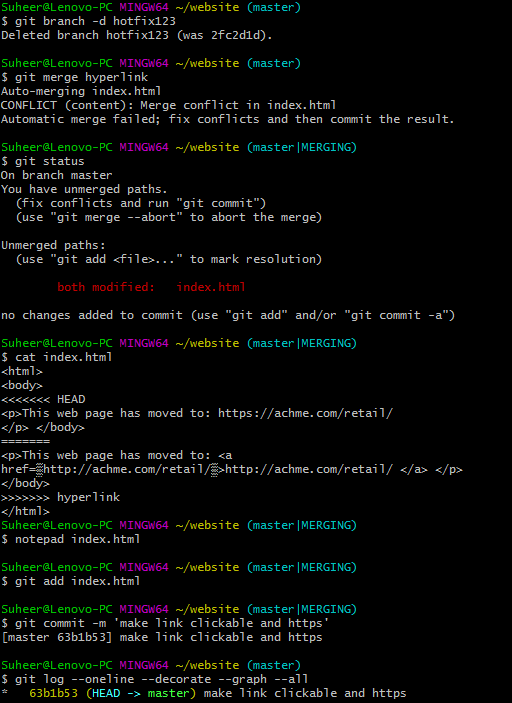 Suheer@Lenovo-PC MINGW64 ~/website (master)
$ git branch -d hotfix123
Deleted branch hotfix123 (was 2fc2d1d).
Suheer@Lenovo-PC MINGW64 ~/website (master)
$ git merge hyperlink
Auto-merging index.html
CONFLICT (content): Merge conflict in index.html
Automatic merge failed; fix conflicts and then commit the result.
Suheer@Lenovo-PC MINGW64 ~/website (master|MERGING)
$ git status
On branch master
You have unmerged paths.
  (fix conflicts and run "git commit")
  (use "git merge --abort" to abort the merge)
Unmerged paths:
  (use "git add <file>..." to mark resolution)
        both modified:   index.html
no changes added to commit (use "git add" and/or "git commit -a")
Suheer@Lenovo-PC MINGW64 ~/website (master|MERGING)
$ cat index.html
<html>
<body>
<<<<<<< HEAD
<p>This web page has moved to: https://achme.com/retail/
</p> </body>
=======
<p>This web page has moved to: <a
href=▒http://achme.com/retail/▒>http://achme.com/retail/ </a> </p>
</body>
>>>>>>> hyperlink
</html>
Suheer@Lenovo-PC MINGW64 ~/website (master|MERGING)
$ notepad index.html
Suheer@Lenovo-PC MINGW64 ~/website (master|MERGING)
$ git add index.html
Suheer@Lenovo-PC MINGW64 ~/website (master|MERGING)
$ git commit -m 'make link clickable and https'
[master 63b1b53] make link clickable and https
Suheer@Lenovo-PC MINGW64 ~/website (master)
$ git log --oneline --decorate --graph --all
*   63b1b53 (HEAD -> master) make link clickable and https